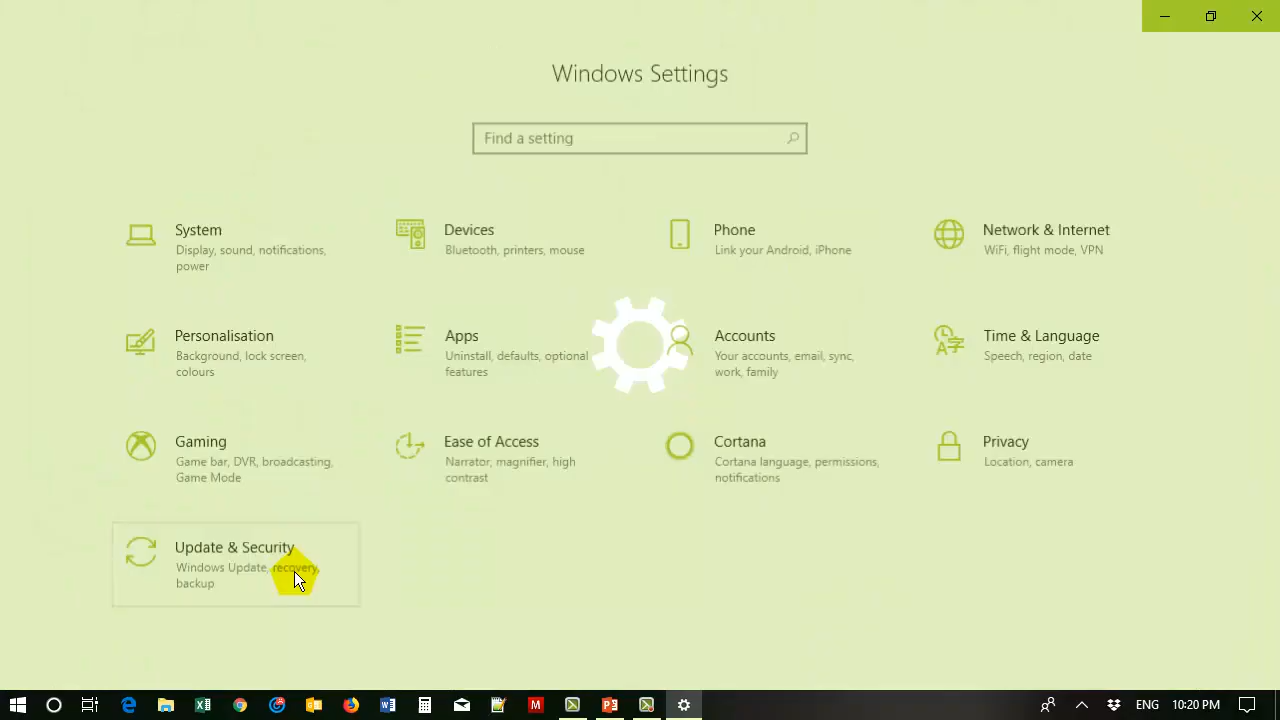 Windows Settings
Find a setting
System
Display, sound, notifications,
power
Devices
Bluetooth, printers, mouse
Phone
Link your Android, iPhone
Network & Internet
WiFi, flight mode, VPN
Personalisation
Background, lock screen,
colours
Apps
Uninstall, defaults, optional
features
Accounts
Your accounts, email, sync,
work, family
Time & Language
Speech, region, date
Gaming
Game bar, DVR, broadcasting,
Game Mode
Ease of Access
Narrator, magnifier, high
contrast
Cortana
Cortana language, permissions,
notifications
Privacy
Location, camera
Update & Security
Windows Update, recovery,
backup
ENG 10:20 PM